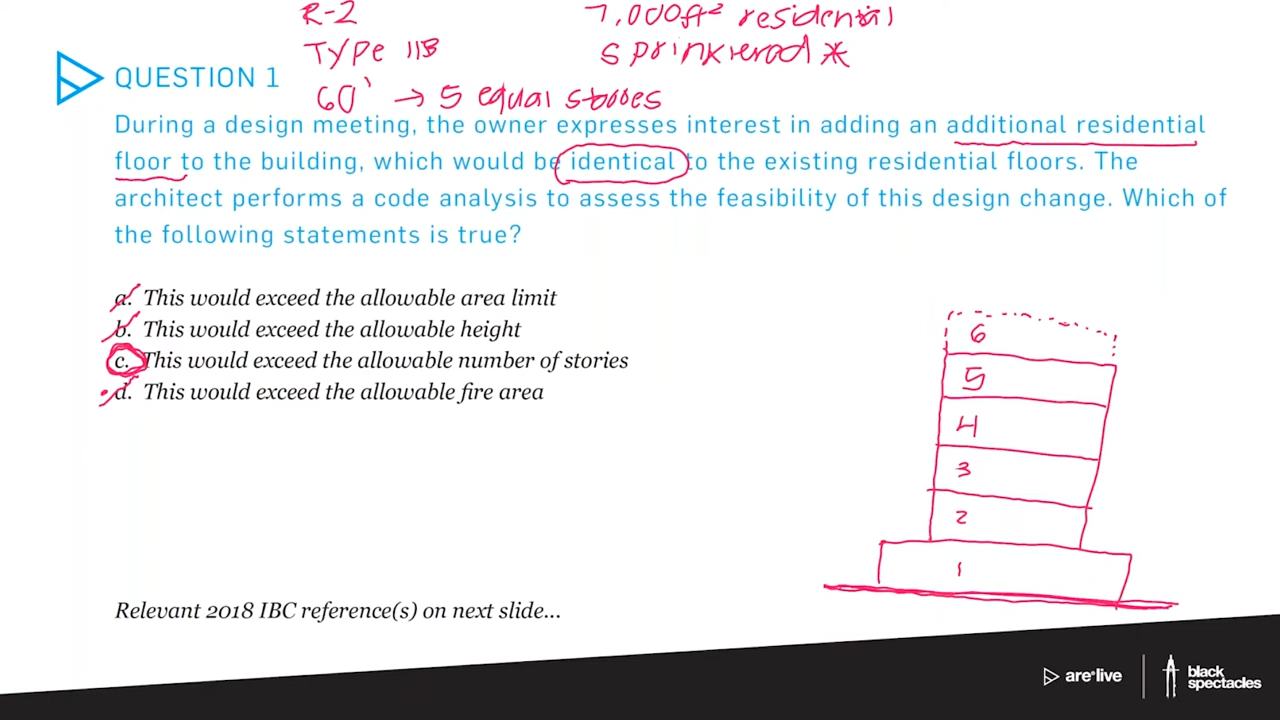 R-2 7,000ft² residential
Type IIB sprinklered *
60' → 5 equal stories
QUESTION 1
During a design meeting, the owner expresses interest in adding an additional residential
floor to the building, which would be identical to the existing residential floors. The
architect performs a code analysis to assess the feasibility of this design change. Which of
the following statements is true?
a. This would exceed the allowable area limit
b. This would exceed the allowable height
c. This would exceed the allowable number of stories
d. This would exceed the allowable fire area
6
5
4
3
2
1
Relevant 2018 IBC reference(s) on next slide...
are•live
black
spectacles